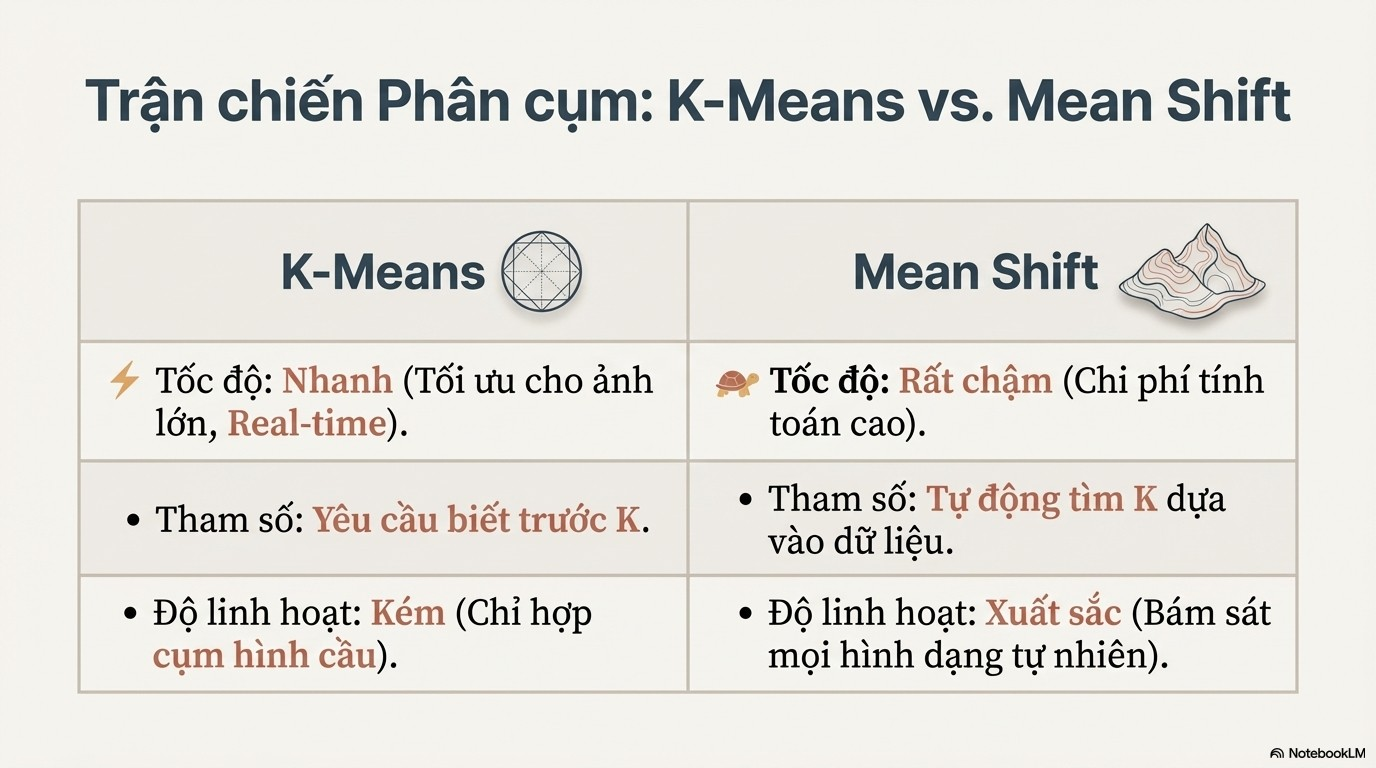 Trận chiến Phân cụm: K-Means vs. Mean Shift
K-Means
Mean Shift
Tốc độ: Nhanh (Tối ưu cho ảnh
lớn, Real-time).
Tốc độ: Rất chậm (Chi phí tính
toán cao).
• Tham số: Yêu cầu biết trước K.
• Tham số: Tự động tìm K dựa
vào dữ liệu.
• Độ linh hoạt: Kém (Chỉ hợp
cụm hình cầu).
• Độ linh hoạt: Xuất sắc (Bám sát
mọi hình dạng tự nhiên).
NotebookLM